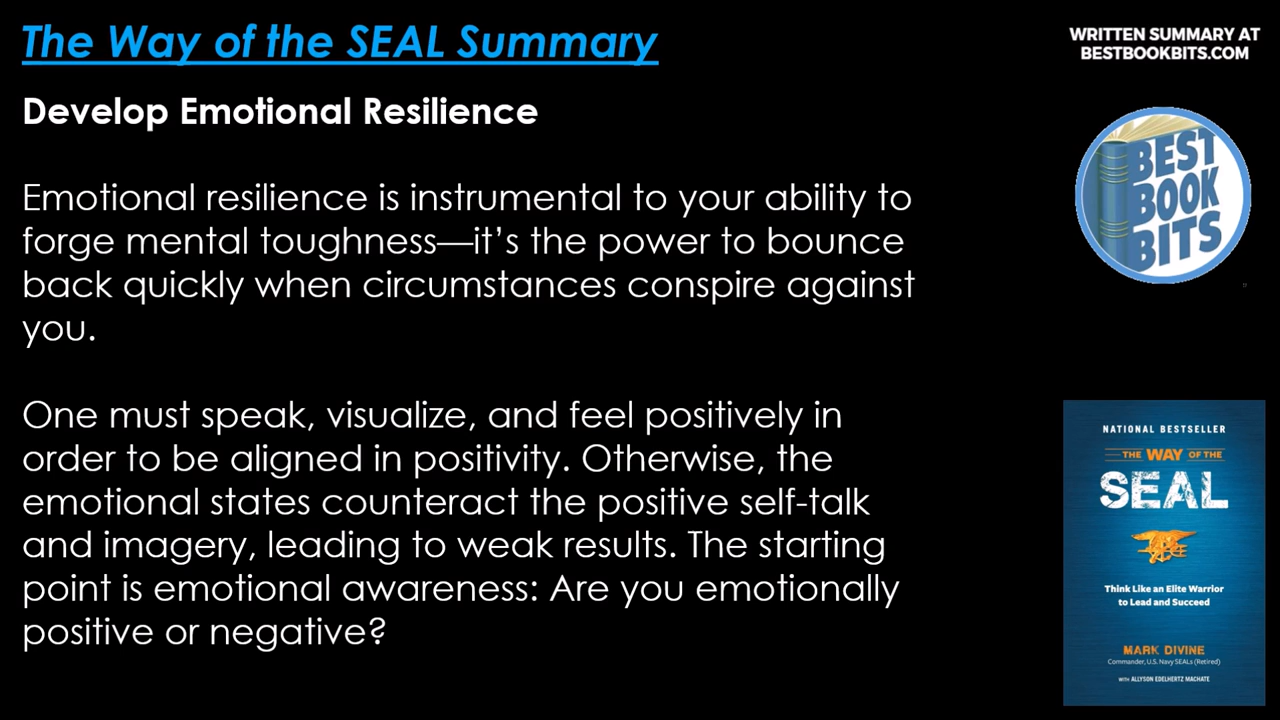 The Way of the SEAL Summary
WRITTEN SUMMARY AT
BESTBOOKBITS.COM
Develop Emotional Resilience
Emotional resilience is instrumental to your ability to
forge mental toughness—it’s the power to bounce
back quickly when circumstances conspire against
you.
One must speak, visualize, and feel positively in
order to be aligned in positivity. Otherwise, the
emotional states counteract the positive self-talk
and imagery, leading to weak results. The starting
point is emotional awareness: Are you emotionally
positive or negative?
BEST
BOOK
BITS
NATIONAL BESTSELLER
THE WAY OF THE
SEAL
Think Like an Elite Warrior
to Lead and Succeed
MARK DIVINE
Commander, U.S. Navy SEALs (Retired)
WITH ALLYSON EDELHERTZ MACHATE